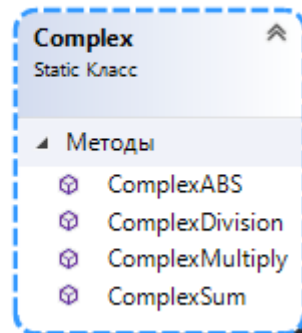 Complex
Static Класс
Методы
ComplexABS
ComplexDivision
ComplexMultiply
ComplexSum